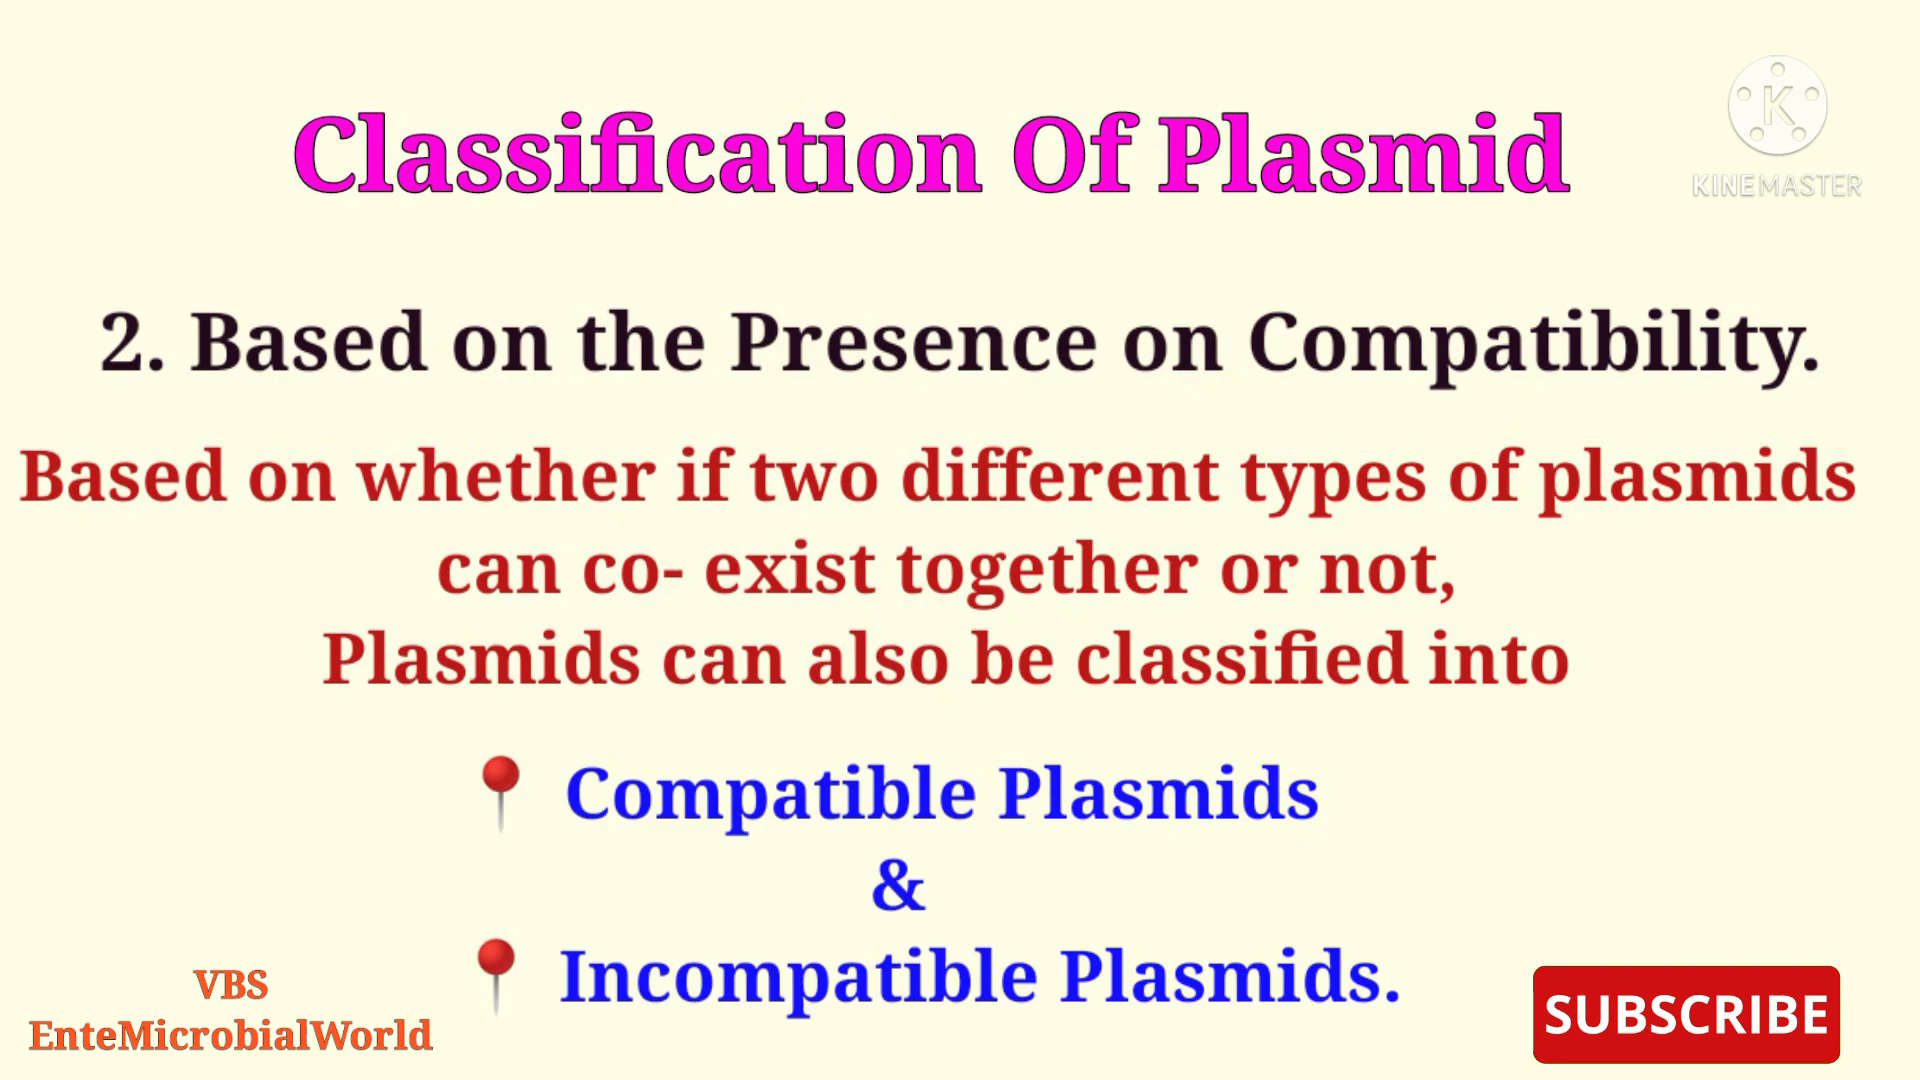 Classification Of Plasmid
K
KINEMASTER
2. Based on the Presence on Compatibility.
Based on whether if two different types of plasmids
can co- exist together or not,
Plasmids can also be classified into
📍 Compatible Plasmids
&
📍 Incompatible Plasmids.
VBS
EnteMicrobialWorld
SUBSCRIBE